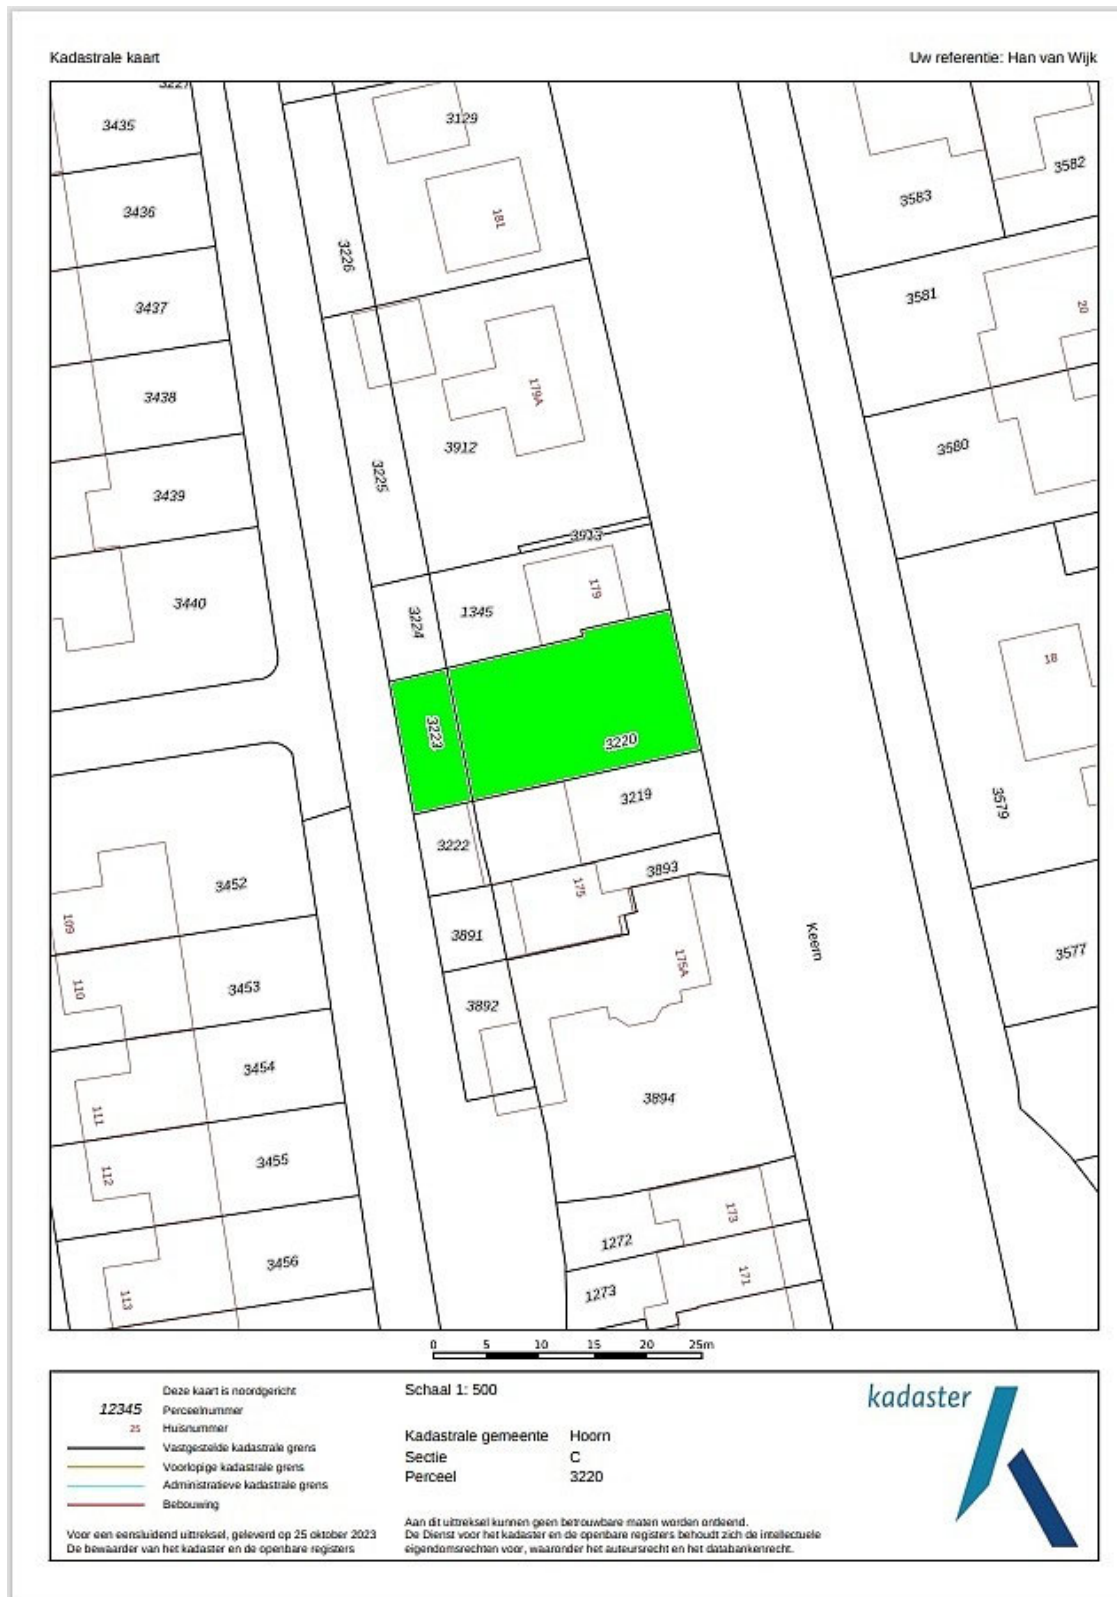 Kadastrale kaart
Uw referentie: Han van Wijk
3227
3435
3129
3582
3583
3436
181
3226
3581
20
3437
179A
3438
3912
3580
3225
3439
3913
179
3440
3224
1345
18
3223
3220
3219
3579
3222
3893
3452
175
109
3891
Keern
3577
175A
110
3453
3892
3454
3894
111
3455
112
173
1272
3456
171
1273
113
0 5 10 15 20 25m
Deze kaart is noordgericht
12345 Perceelnummer
25 Huisnummer
Vastgestelde kadastrale grens
Voorlopige kadastrale grens
Administratieve kadastrale grens
Bebouwing
Voor een eensluidend uittreksel, geleverd op 25 oktober 2023
De bewaarder van het kadaster en de openbare registers
Schaal 1: 500
Kadastrale gemeente Hoorn
Sectie C
Perceel 3220
Aan dit uittreksel kunnen geen betrouwbare maten worden ontleend.
De Dienst voor het kadaster en de openbare registers behoudt zich de intellectuele
eigendomsrechten voor, waaronder het auteursrecht en het databankenrecht.
kadaster